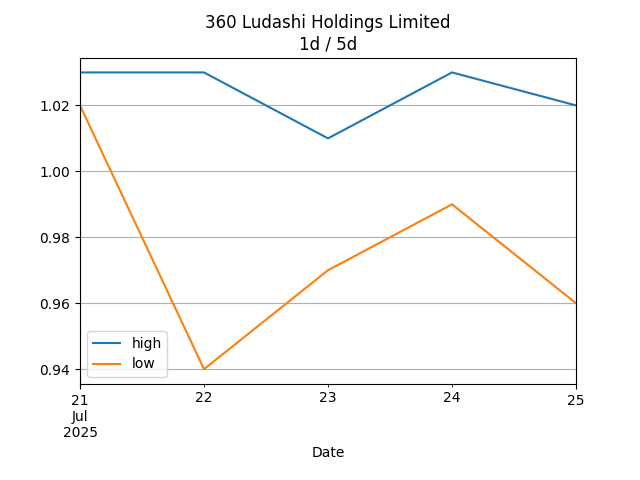 360 Ludashi Holdings Limited
1d / 5d
1.02
1.00
0.98
0.96
0.94
high
low
21 22 23 24 25
Jul
2025
Date